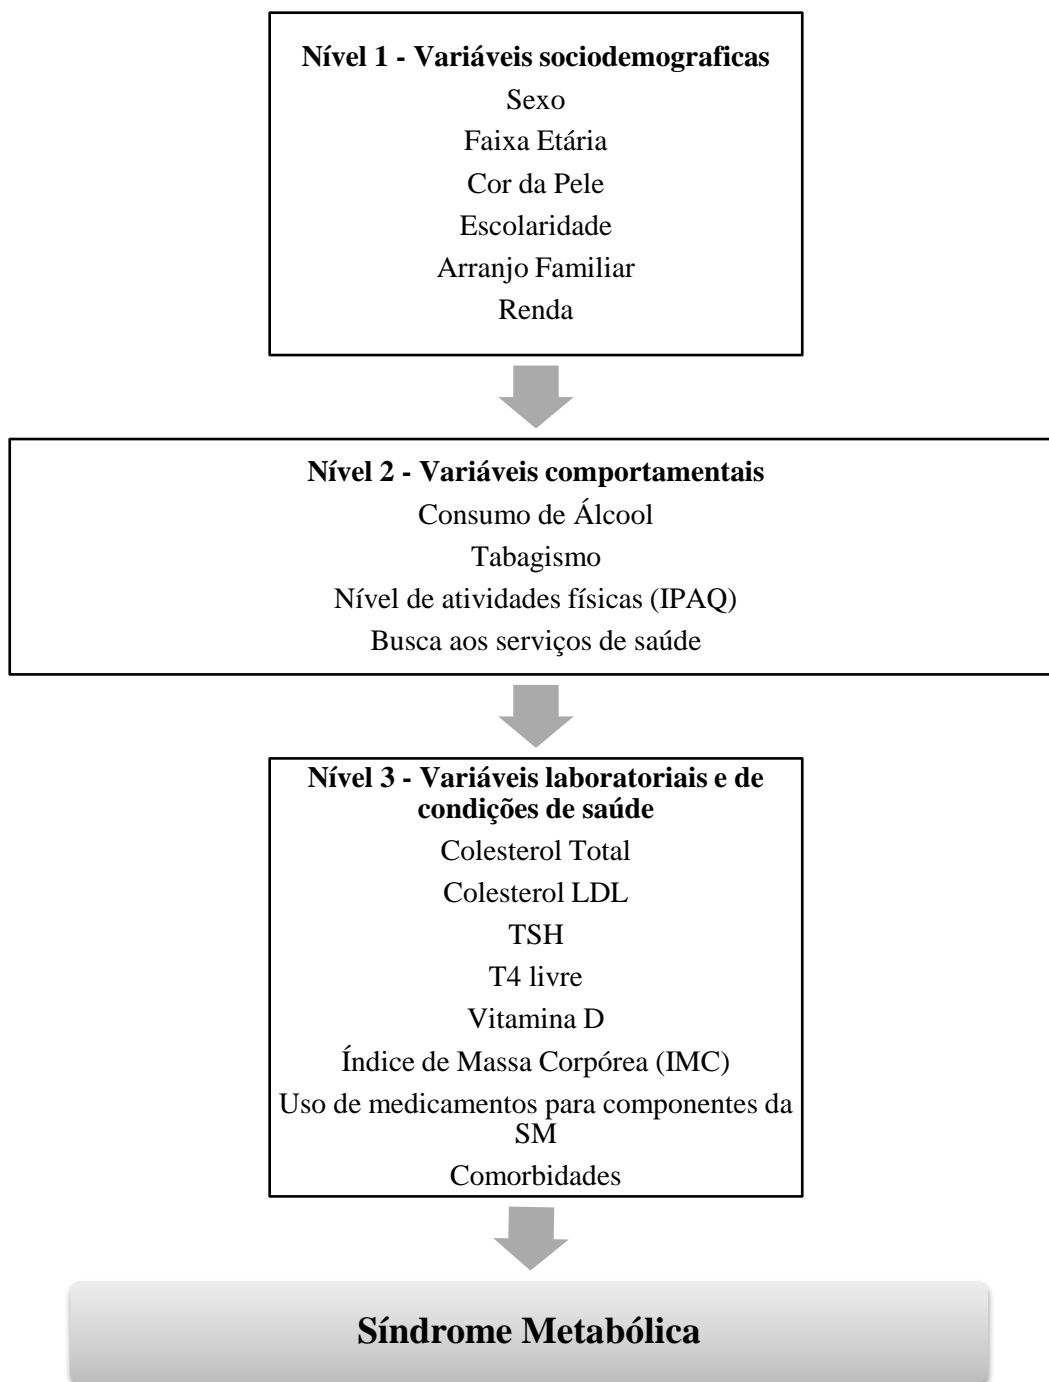 Nível 1 - Variáveis sociodemograficas
Sexo
Faixa Etária
Cor da Pele
Escolaridade
Arranjo Familiar
Renda
Nível 2 - Variáveis comportamentais
Consumo de Álcool
Tabagismo
Nível de atividades físicas (IPAQ)
Busca aos serviços de saúde
Nível 3 - Variáveis laboratoriais e de
condições de saúde
Colesterol Total
Colesterol LDL
TSH
T4 livre
Vitamina D
Índice de Massa Corpórea (IMC)
Uso de medicamentos para componentes da
SM
Comorbidades
Síndrome Metabólica